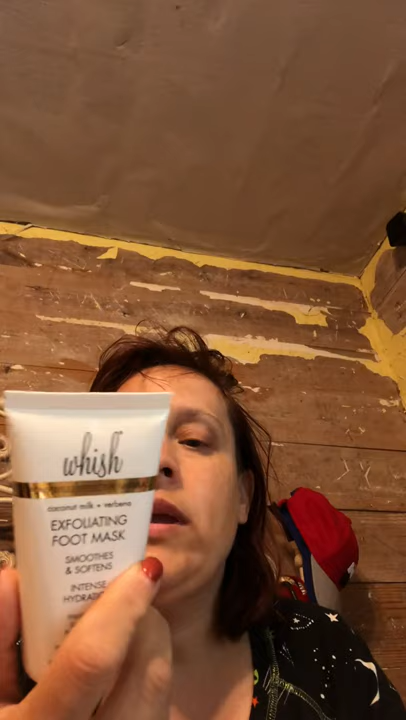 whish
coconut milk • verbena
EXFOLIATING
FOOT MASK
SMOOTHES
& SOFTENS
INTENSE